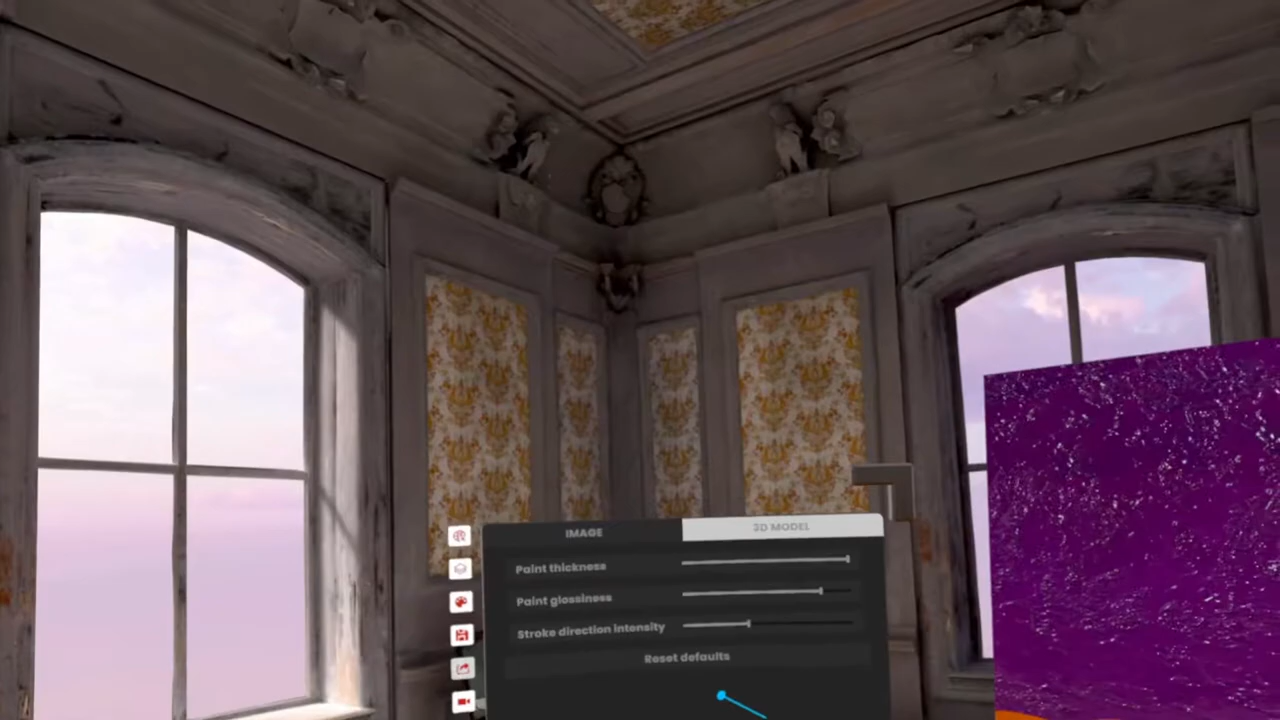 IMAGE
3D MODEL
Paint thickness
Paint glossiness
Stroke direction intensity
Reset defaults